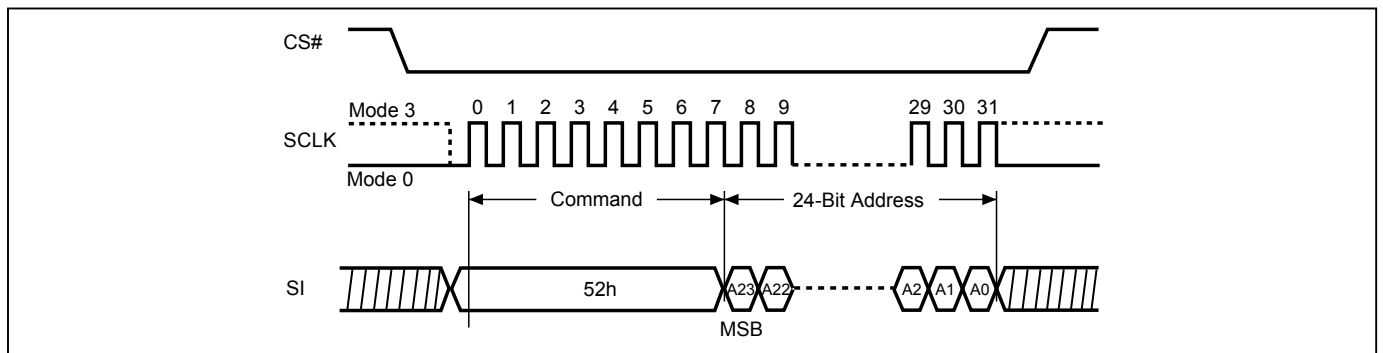 CS#
Mode 3
0 1 2 3 4 5 6 7 8 9 29 30 31
SCLK
Mode 0
Command 24-Bit Address
SI 52h A23 A22 A2 A1 A0
MSB